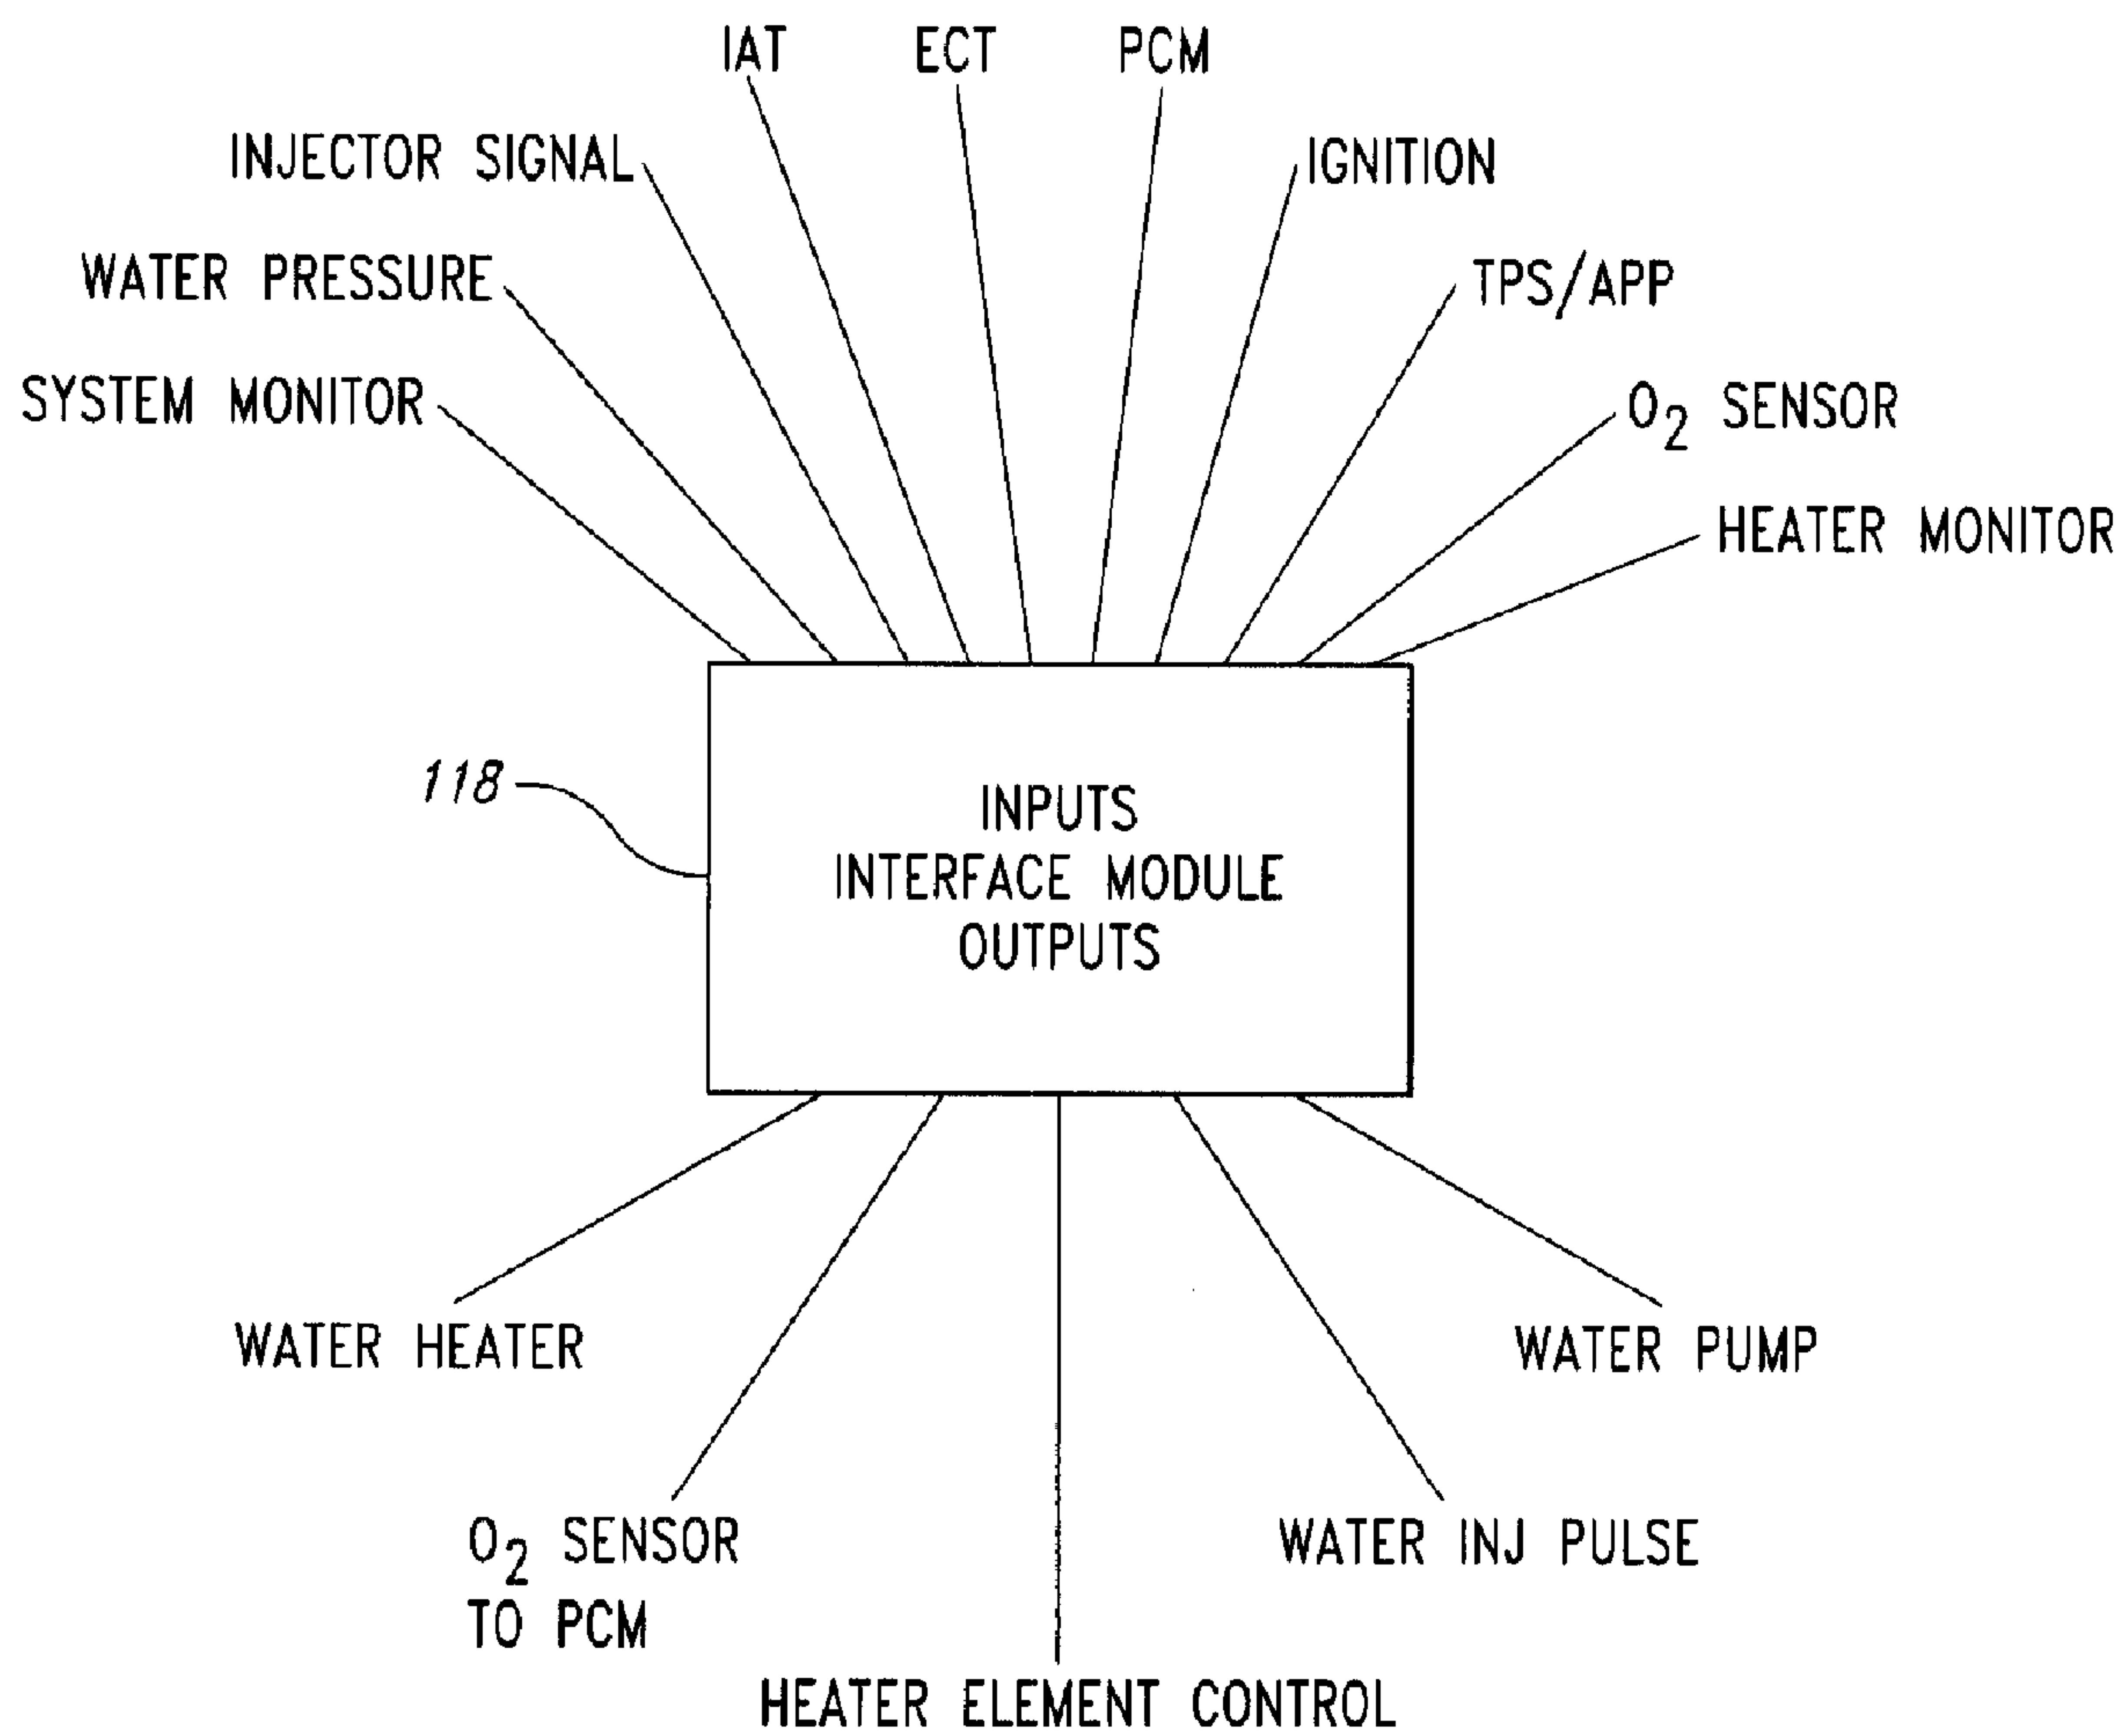 IAT ECT PCM
INJECTOR SIGNAL IGNITION
WATER PRESSURE TPS/APP
SYSTEM MONITOR O2 SENSOR
HEATER MONITOR
118
INPUTS
INTERFACE MODULE
OUTPUTS
WATER HEATER WATER PUMP
O2 SENSOR
TO PCM
WATER INJ PULSE
HEATER ELEMENT CONTROL